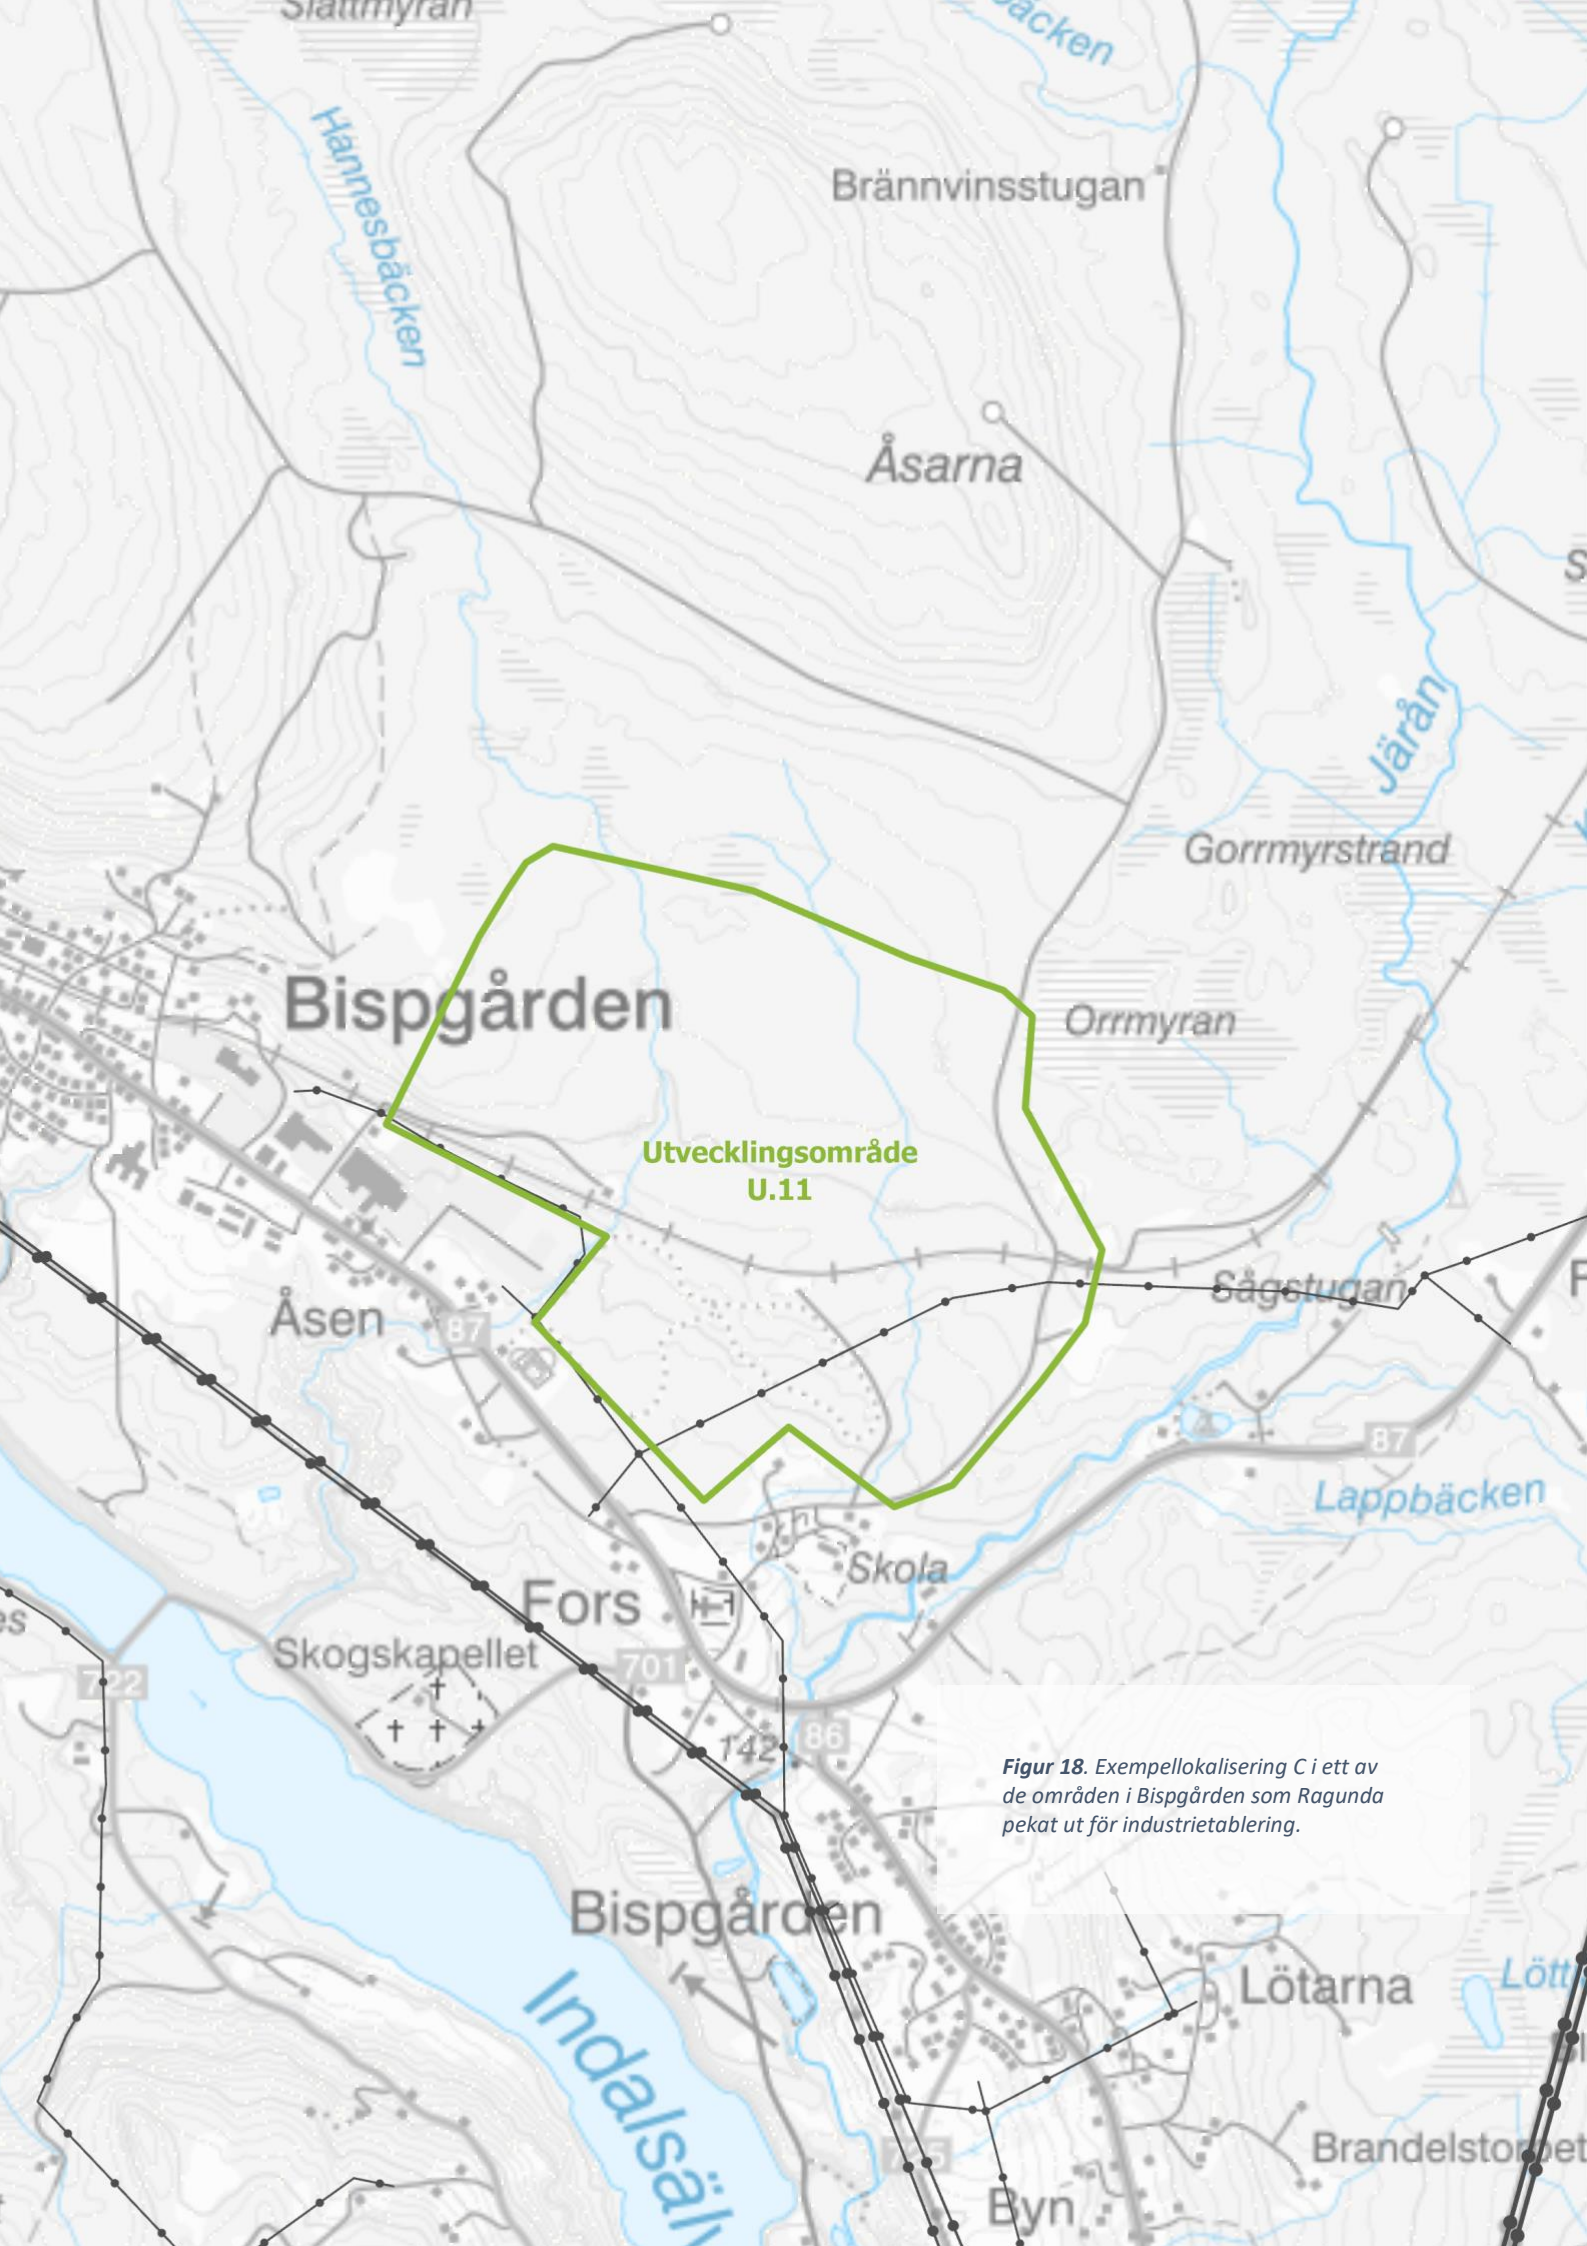 Slåttmyran
bäcken
Hannesbäcken
Brännvinsstugan
Åsarna
Järån
Gorrmyrstrand
Bispgården
Orrmyran
Utvecklingsområde
U.11
Sågstugan
Åsen
87
87
Lappbäcken
Skola
Fors
Skogskapellet
701
722
142
86
Figur 18. Exempellokalisering C i ett av
de områden i Bispgården som Ragunda
pekat ut för industrietablering.
Bispgården
Lötarna
Lött
Indalsälv
Brandelstorpet
Byn